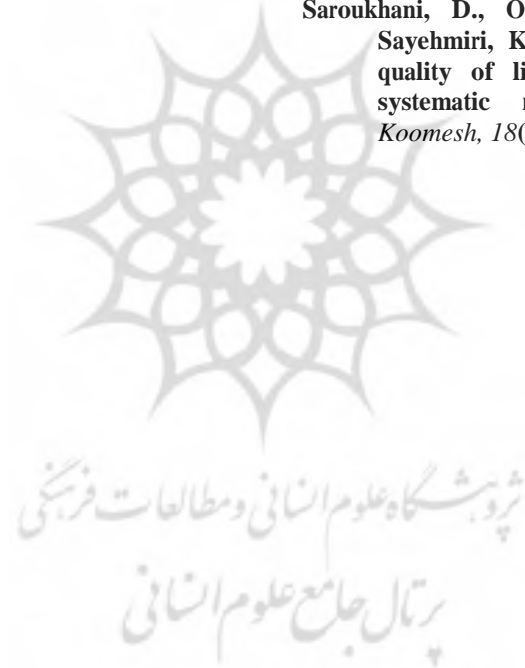 Saroukhani, D., O
Sayehmiri, K
quality of li
systematic r
Koomesh, 18(
پژوهشگاه علوم انسانی و مطالعات فرهنگی
پرتال جامع علوم انسانی